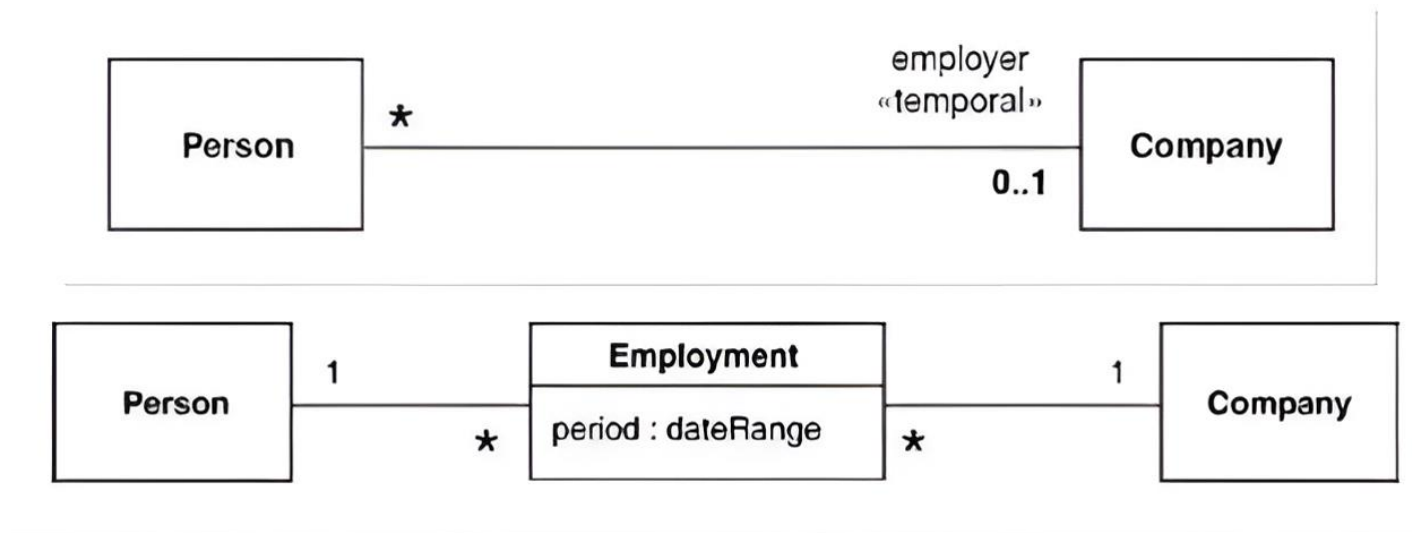 employer
«temporal»
Person
*
Company
0..1
Person
1
Employment
1
Company
period : dateRange
*
*